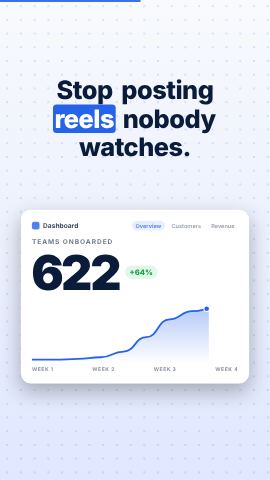 Stop posting
reels nobody
watches.
Dashboard
Overview Customers Revenue
TEAMS ONBOARDED
622 +64%
WEEK 1 WEEK 2 WEEK 3 WEEK 4